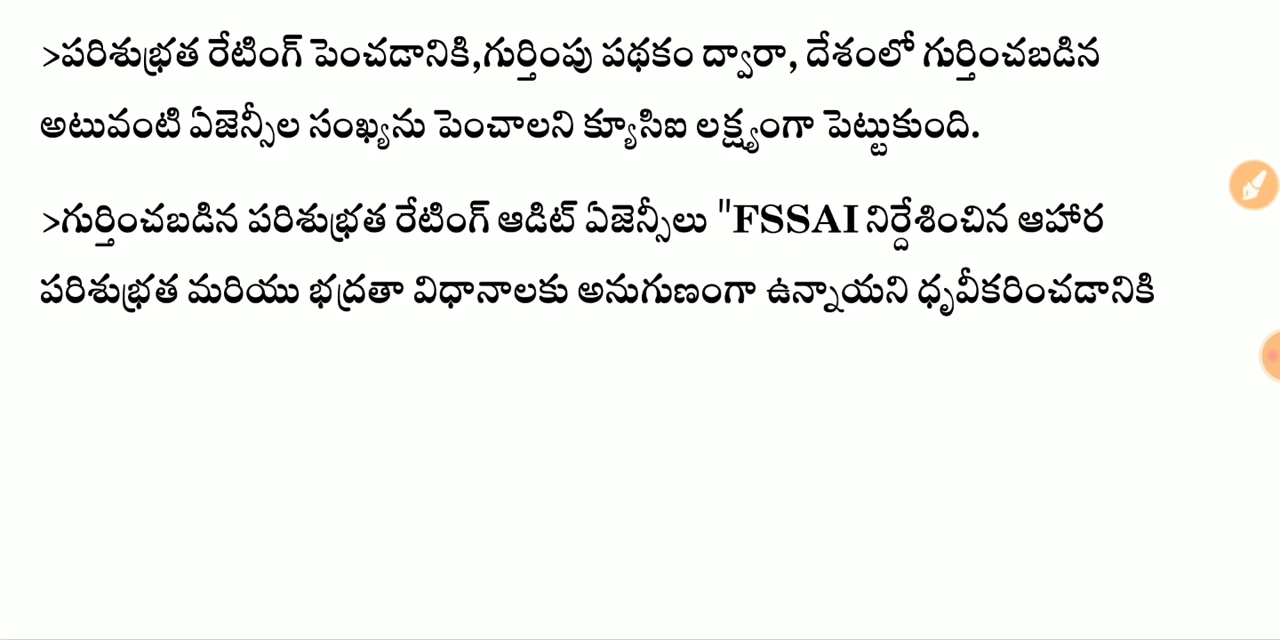 >పరిశుభ్రత రేటింగ్ పెంచడానికి,గుర్తింపు పథకం ద్వారా, దేశంలో గుర్తించబడిన
అటువంటి ఏజెన్సీల సంఖ్యను పెంచాలని క్యూసిఐ లక్ష్యంగా పెట్టుకుంది.
>గుర్తించబడిన పరిశుభ్రత రేటింగ్ ఆడిట్ ఏజెన్సీలు "FSSAI నిర్దేశించిన ఆహార
పరిశుభ్రత మరియు భద్రతా విధానాలకు అనుగుణంగా ఉన్నాయని ధృవీకరించడానికి